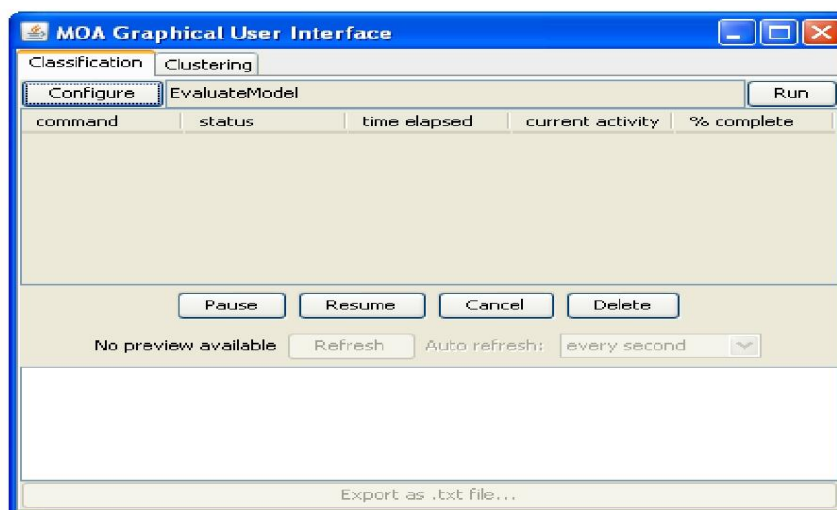 MOA Graphical User Interface
Classification Clustering
Configure EvaluateModel Run
command status time elapsed current activity % complete
Pause Resume Cancel Delete
No preview available Refresh Auto refresh: every second
Export as .txt file...